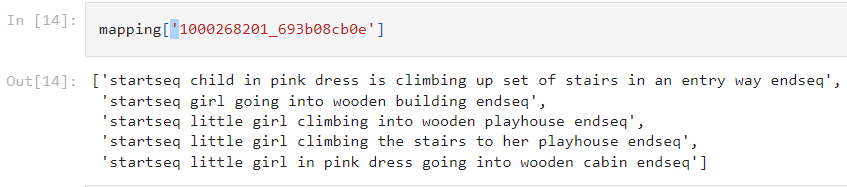 In [14]: mapping['1000268201_693b08cb0e']
Out[14]: ['startseq child in pink dress is climbing up set of stairs in an entry way endseq',
'startseq girl going into wooden building endseq',
'startseq little girl climbing into wooden playhouse endseq',
'startseq little girl climbing the stairs to her playhouse endseq',
'startseq little girl in pink dress going into wooden cabin endseq']